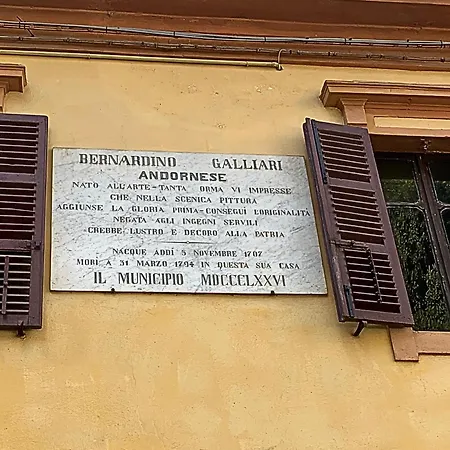 BERNARDINO GALLIARI
ANDORNESE
NATO ALL'ARTE-TANTA ORMA VI IMPRESSE
CHE NELLA SCENICA PITTURA
AGGIUNSE LA GLORIA PRIMA-CONSEGUI L'ORIGINALITÀ
NEGATA AGLI INGEGNI SERVILI
CREBBE LUSTRO E DECORO ALLA PATRIA
NACQUE ADDÌ 5 NOVEMBRE 1707
MORÌ A 31 MARZO 1794 IN QUESTA SUA CASA
IL MUNICIPIO MDCCCLXXVI